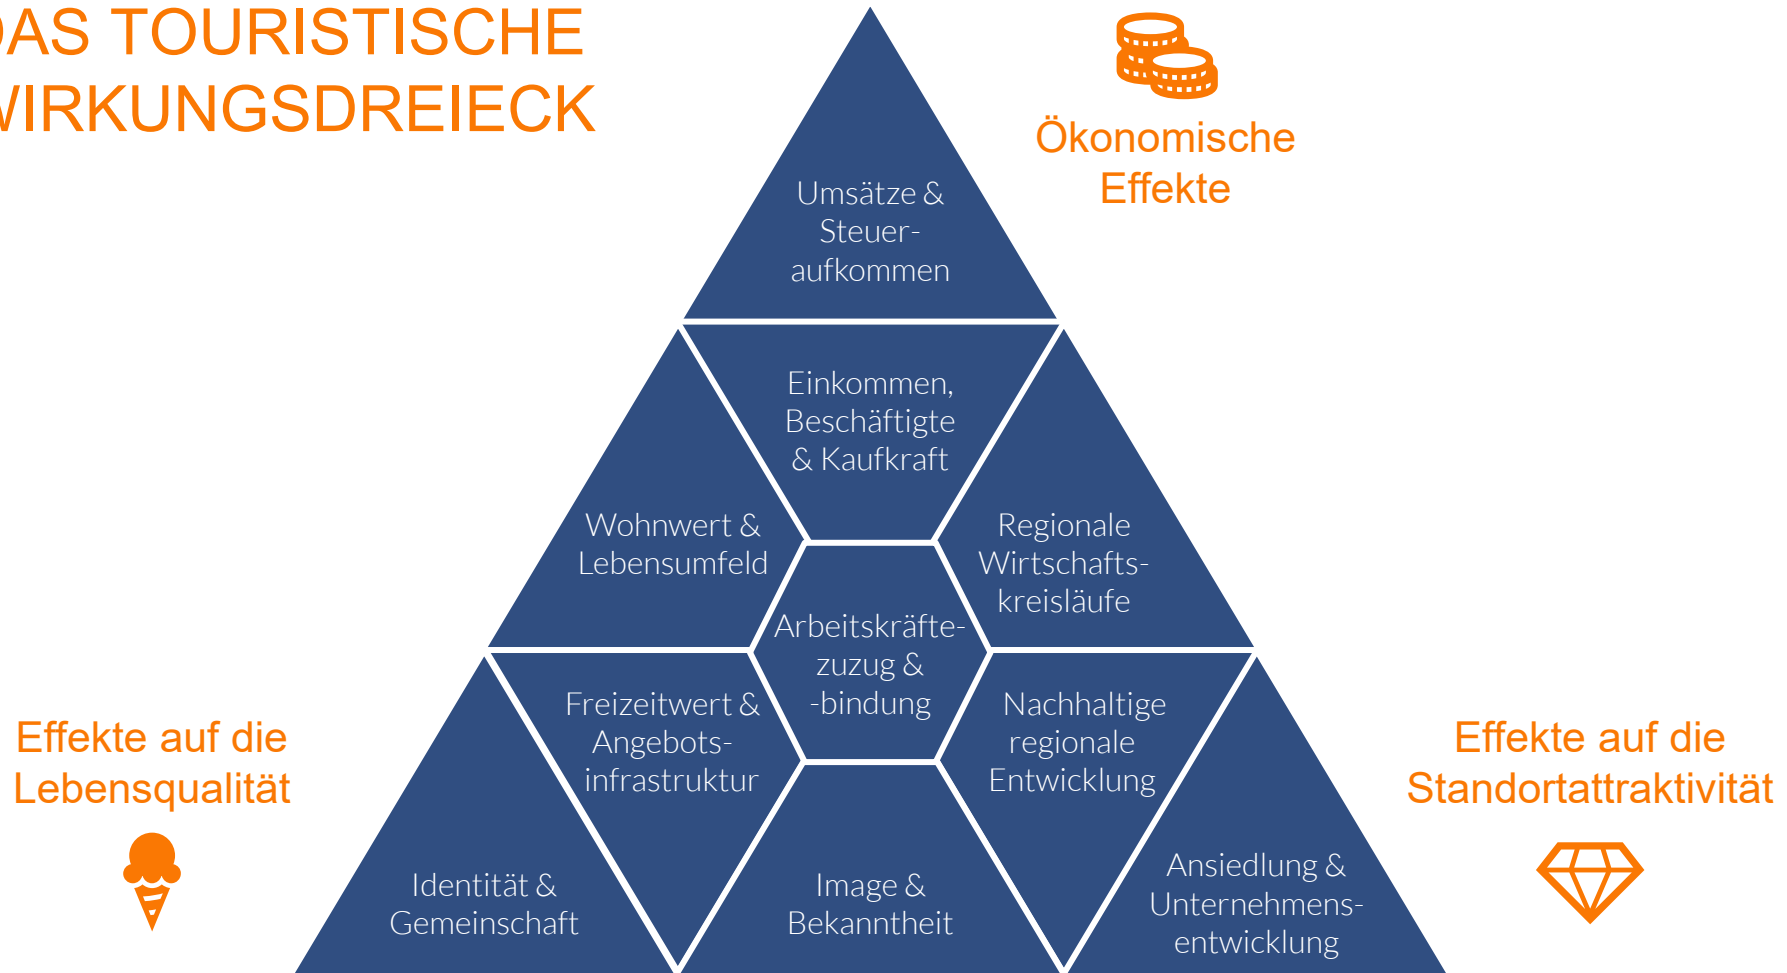 DAS TOURISTISCHE
WIRKUNGSDREIECK
Ökonomische
Effekte
Umsätze &
Steuer-
aufkommen
Einkommen,
Beschäftigte
& Kaufkraft
Wohnwert &
Lebensumfeld
Regionale
Wirtschafts-
kreisläufe
Arbeitskräfte-
zuzug &
-bindung
Freizeitwert &
Angebots-
infrastruktur
Nachhaltige
regionale
Entwicklung
Effekte auf die
Lebensqualität
Effekte auf die
Standortattraktivität
Identität &
Gemeinschaft
Image &
Bekanntheit
Ansiedlung &
Unternehmens-
entwicklung